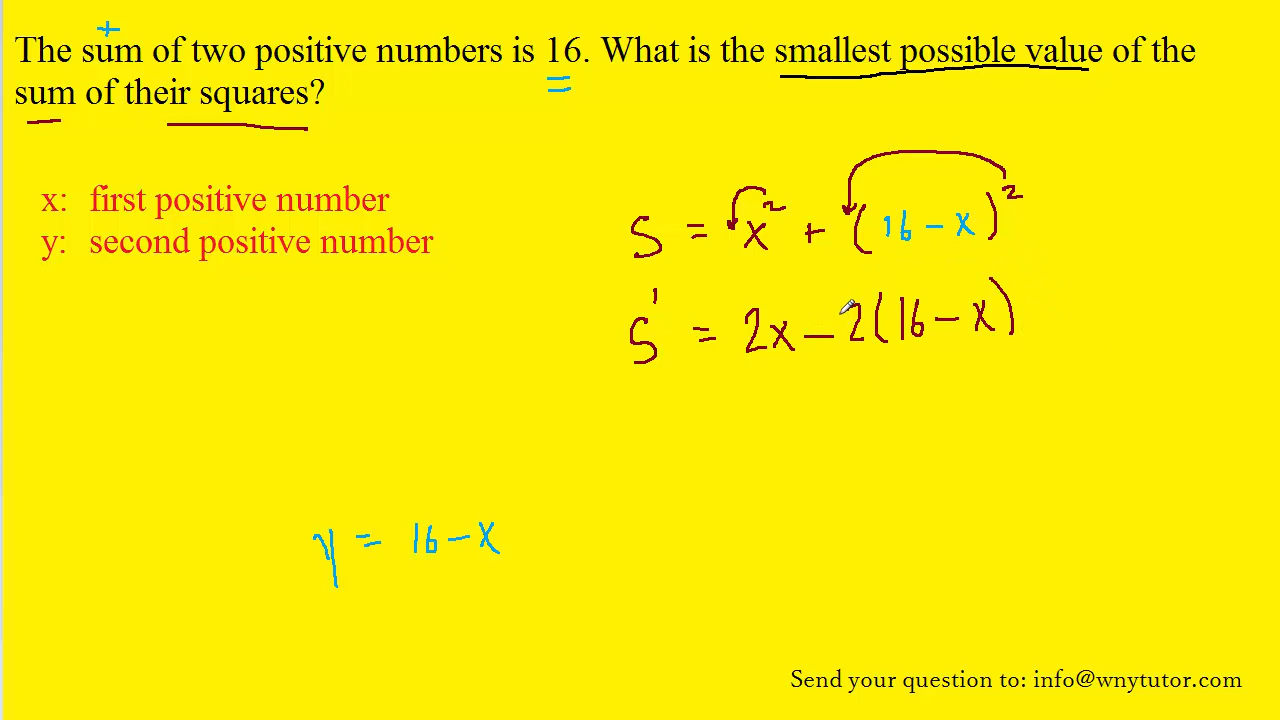 +
The sum of two positive numbers is 16. What is the smallest possible value of the
sum of their squares?
x: first positive number
y: second positive number
S = x² + (16 - x)²
S' = 2x - 2(16 - x)
y = 16 - x
Send your question to: info@wnytutor.com